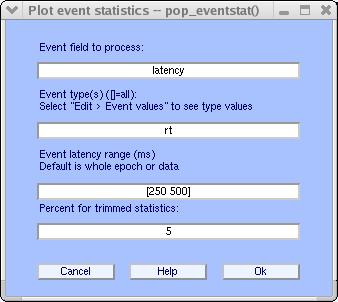 Plot event statistics -- pop_eventstat()
Event field to process:
latency
Event type(s) ([]=all):
Select "Edit > Event values" to see type values
rt
Event latency range (ms)
Default is whole epoch or data
[250 500]
Percent for trimmed statistics:
5
Cancel Help Ok